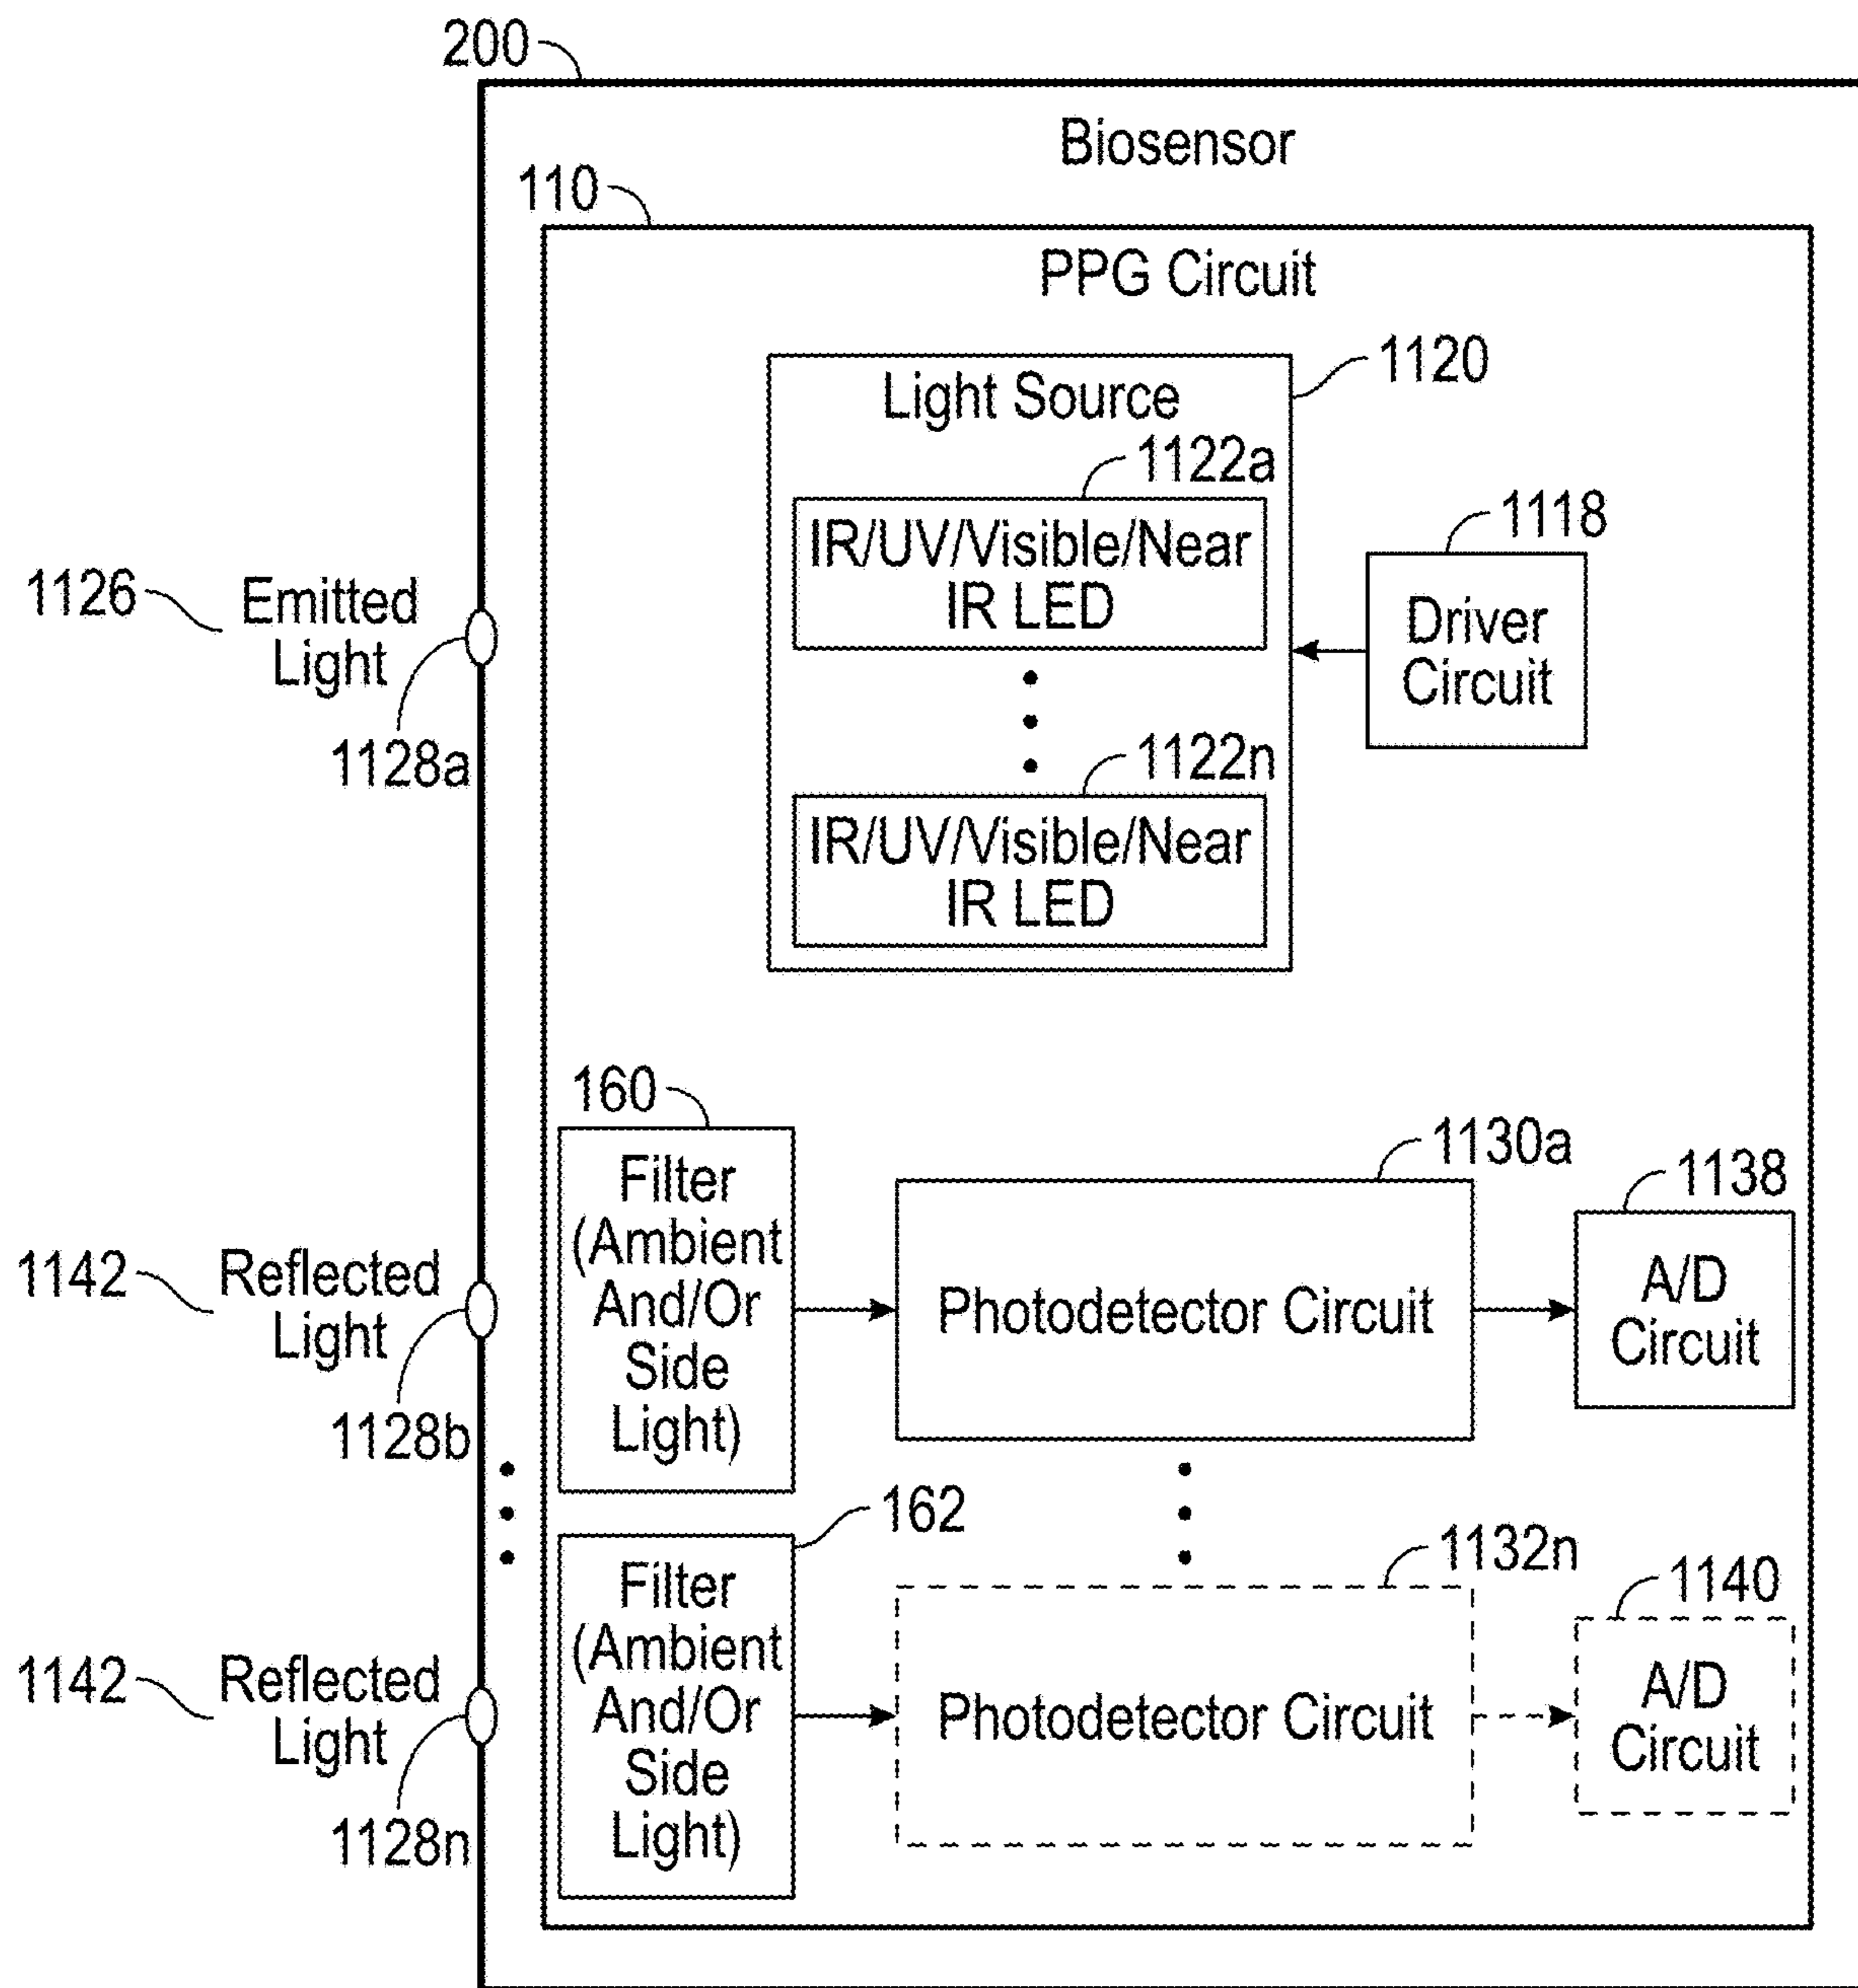 200
Biosensor
110
PPG Circuit
1120
Light Source
1122a
IR/UV/Visible/Near
IR LED
1118
Driver
Circuit
1126
Emitted
Light
1128a
1122n
IR/UV/Visible/Near
IR LED
160
Filter
(Ambient
And/Or
Side
Light)
1130a
Photodetector Circuit
1138
A/D
Circuit
1142
Reflected
Light
1128b
162
Filter
(Ambient
And/Or
Side
Light)
1132n
Photodetector Circuit
1140
A/D
Circuit
1142
Reflected
Light
1128n